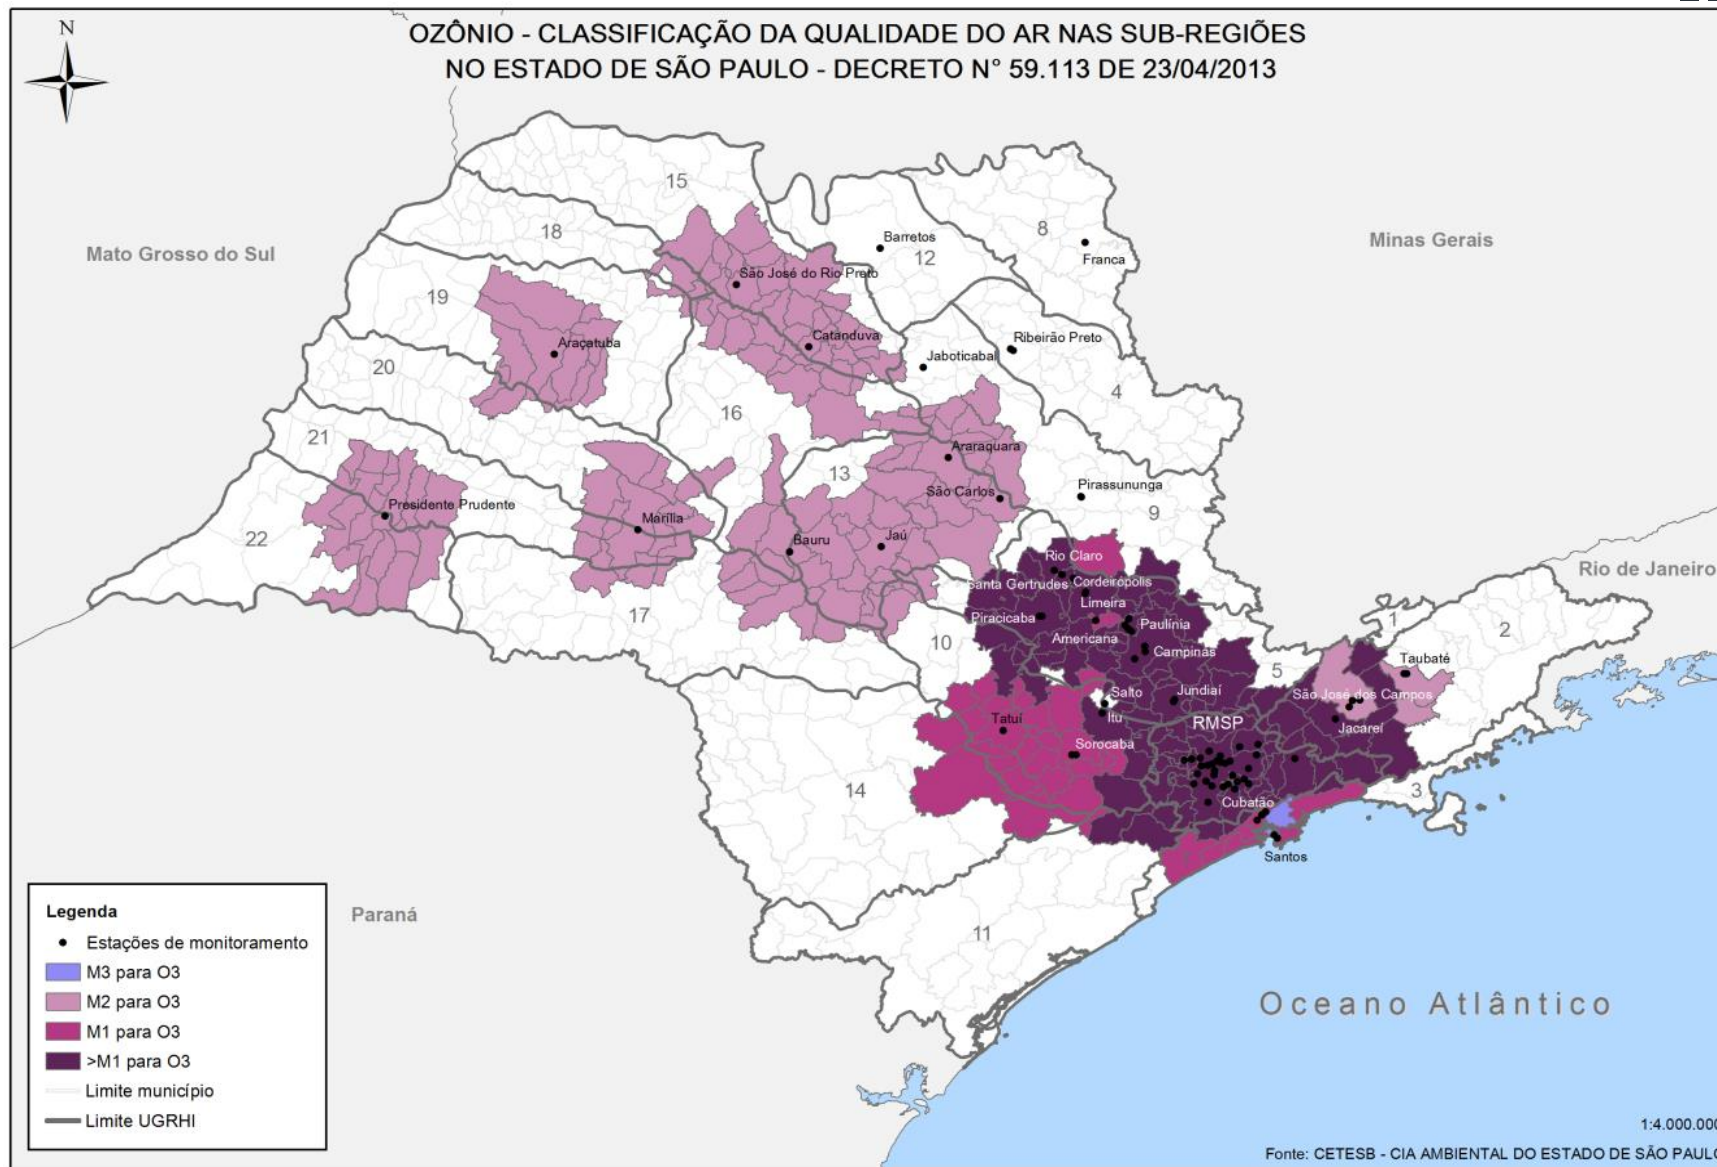 OZÔNIO - CLASSIFICAÇÃO DA QUALIDADE DO AR NAS SUB-REGIÕES
NO ESTADO DE SÃO PAULO - DECRETO N° 59.113 DE 23/04/2013
N
Mato Grosso do Sul
Minas Gerais
Rio de Janeiro
Paraná
Oceano Atlântico
15
18
8
Barretos
12
Franca
São José do Rio Preto
19
Araçatuba
Catanduva
Ribeirão Preto
Jaboticabal
20
4
16
21
Araraquara
13
São Carlos
Pirassununga
Presidente Prudente
9
Marília
22
Bauru
Jaú
Rio Claro
Santa Gertrudes
Cordeirópolis
17
Limeira
Piracicaba
Paulínia
1
2
Americana
10
Campinas
Taubaté
5
Salto
Jundiaí
São José dos Campos
Itu
Tatuí
RMSP
Jacareí
Sorocaba
6
14
3
Cubatão
7
Santos
11
Legenda
Estações de monitoramento
M3 para O3
M2 para O3
M1 para O3
>M1 para O3
Limite município
Limite UGRHI
1:4.000.000
Fonte: CETESB - CIA AMBIENTAL DO ESTADO DE SÃO PAULO